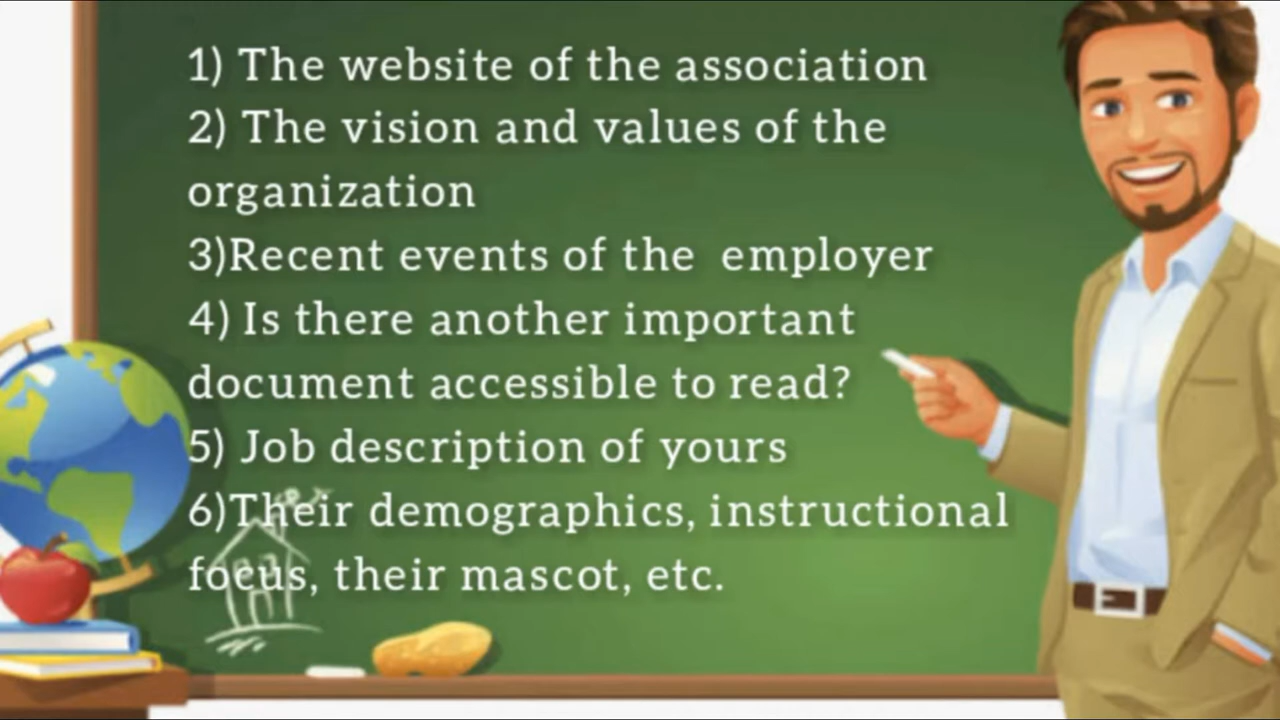 1) The website of the association
2) The vision and values of the
organization
3)Recent events of the  employer
4) Is there another important
document accessible to read?
5) Job description of yours
6)Their demographics, instructional
focus, their mascot, etc.